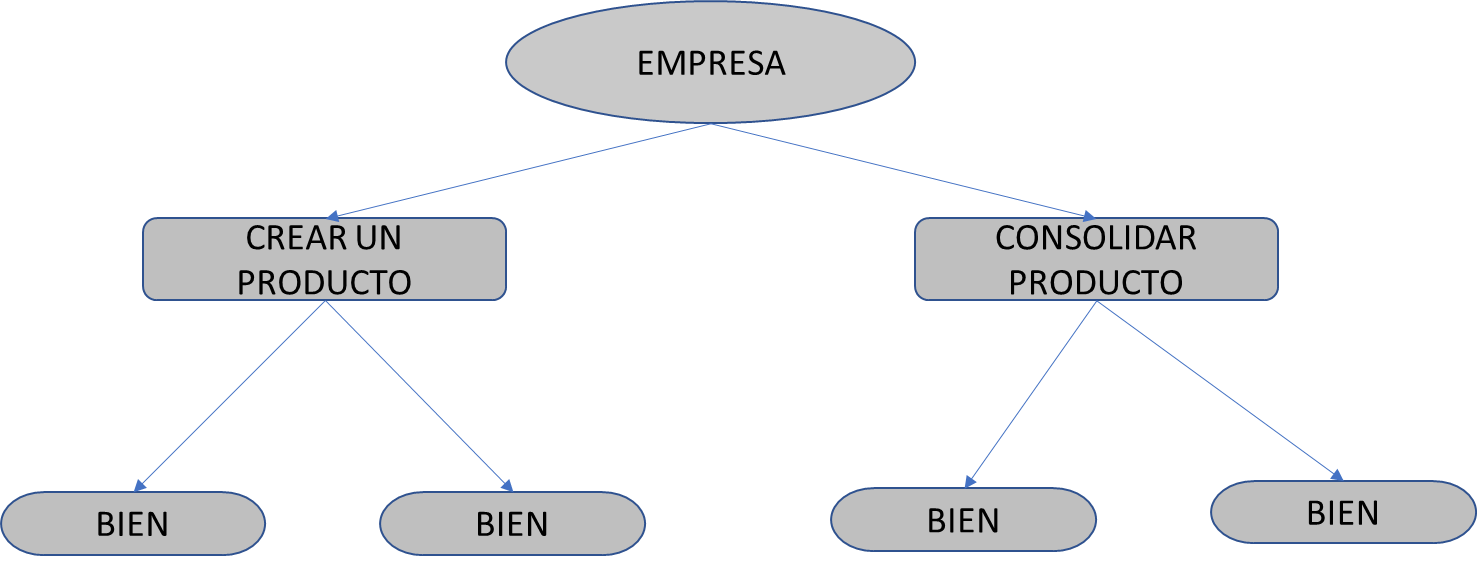 EMPRESA
CREAR UN
PRODUCTO
CONSOLIDAR
PRODUCTO
BIEN
BIEN
BIEN
BIEN